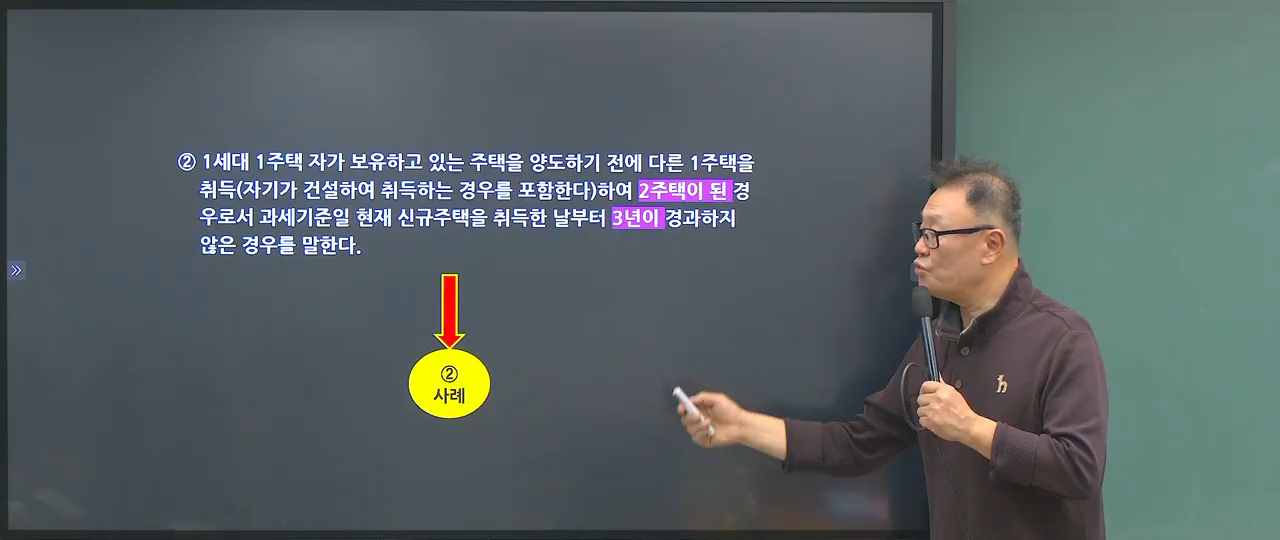 ② 1세대 1주택 자가 보유하고 있는 주택을 양도하기 전에 다른 1주택을
취득(자기가 건설하여 취득하는 경우를 포함한다)하여 2주택이 된 경
우로서 과세기준일 현재 신규주택을 취득한 날부터 3년이 경과하지
않은 경우를 말한다.
②
사례
h